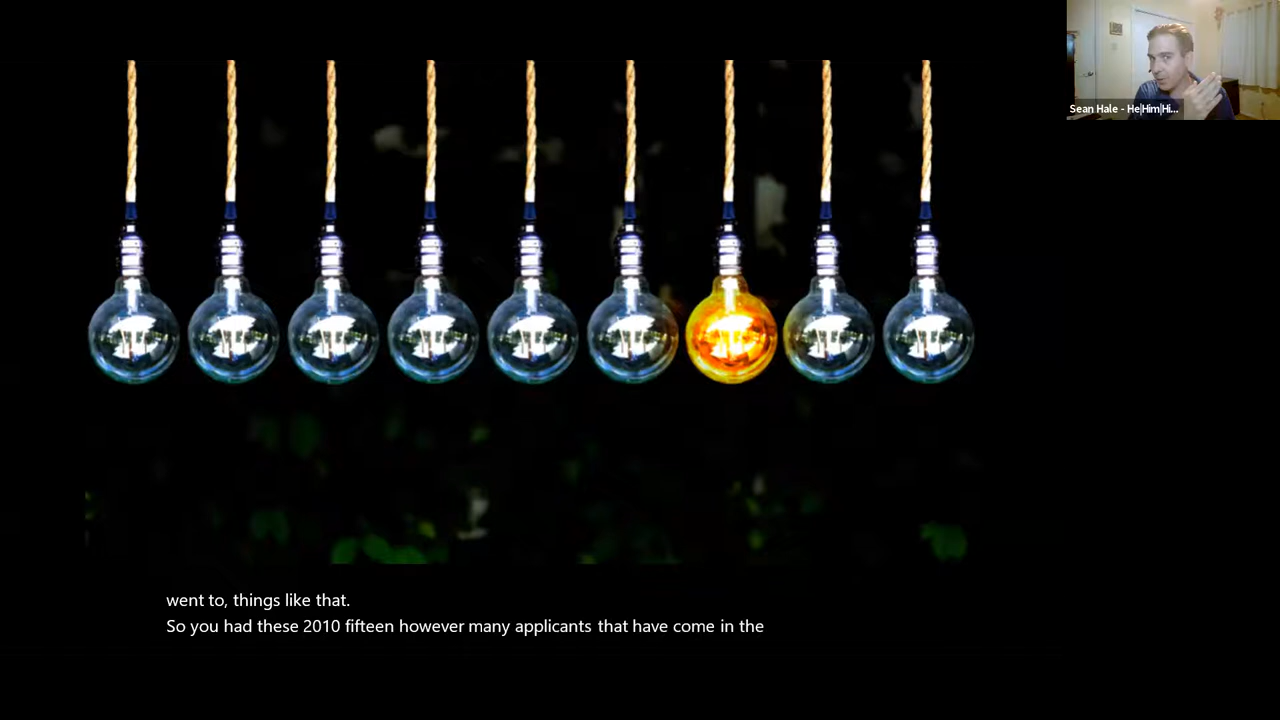 Sean Hale - He|Him|Hi...
went to, things like that.
So you had these 2010 fifteen however many applicants that have come in the